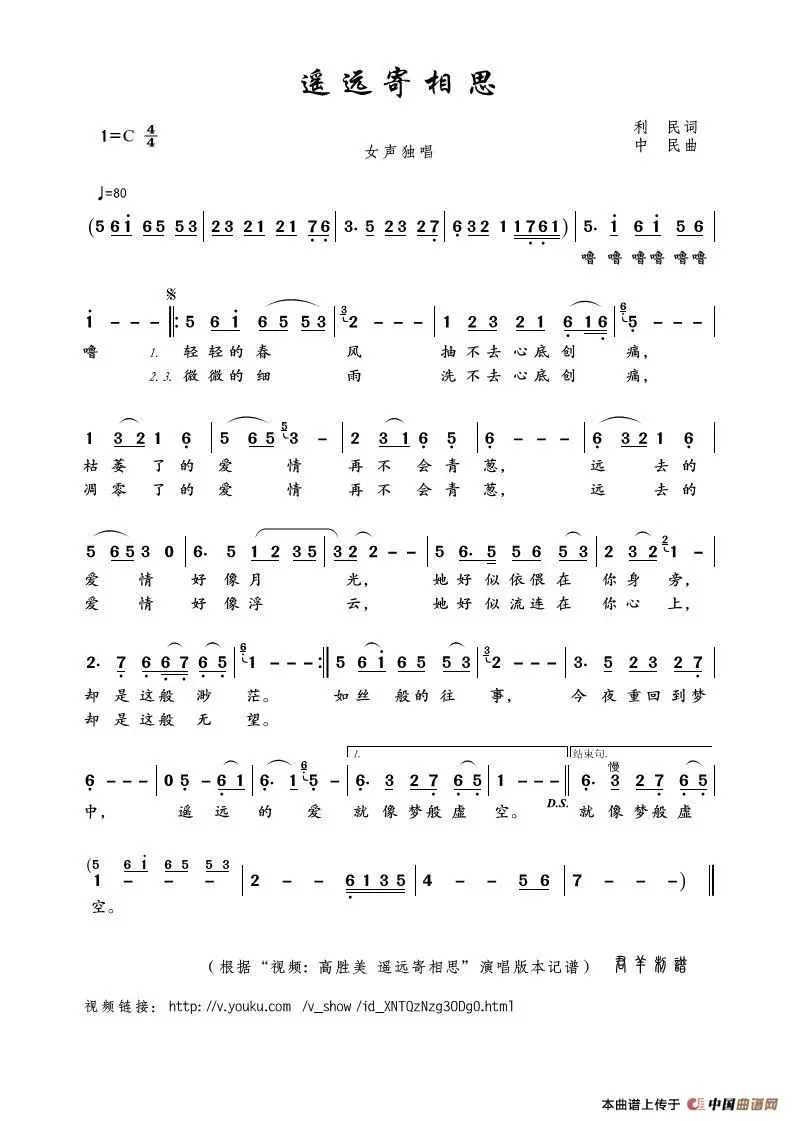 遥远寄相思
1=C 4/4
利 民词
中 民曲
女声独唱
♩=80
(5 6 i 6 5 5 3 | 2 3 2 1 2 1 7 6 | 3· 5 2 3 2 7 | 6 3 2 1 1 7 6 1) | 5· i 6 i 5 6 |
噜 噜 噜噜 噜噜
i - - - |: 5 6 i 6 5 5 3 | 3 2 - - - | 1 2 3 2 1 6 1 6 | 6 5 - - - |
噜 1. 轻轻的春 风 抽不去心底创 痛，
2.3. 微微的细 雨 洗不去心底创 痛，
1 3 2 1 6 | 5 6 5 5 3 - | 2 3 1 6 5 | 6 - - - | 6 3 2 1 6 |
枯萎了的爱 情 再不会青葱， 远 去的
凋零了的爱 情 再不会青葱， 远 去的
5 6 5 3 0 | 6· 5 1 2 3 5 | 3 2 2 - - | 5 6· 5 5 6 5 3 | 2 3 2 2 1 - |
爱 情 好像月 光， 她好似依偎在 你身 旁，
爱 情 好像浮 云， 她好似流连在 你心 上，
2· 7 6 6 7 6 5 | 6 1 - - - :| 5 6 i 6 5 5 3 | 3 2 - - - | 3· 5 2 3 2 7 |
却是这般 渺 茫。 如丝 般的往 事， 今夜重回到梦
却是这般 无 望。
1. 结束句.
慢
6 - - - | 0 5 - 6 1 | 6· 1 6 5 - | 6· 3 2 7 6 5 | 1 - - - || 6· 3 2 7 6 5 |
D.S.
中， 遥 远 的 爱 就像梦般虚 空。 就像梦般虚
(5 6 i 6 5 5 3
1 - - - | 2 - - 6 1 3 5 | 4 - - 5 6 | 7 - - -) ||
空。
（根据“视频: 高胜美 遥远寄相思”演唱版本记谱） 君羊制谱
视频链接： http://v.youku.com /v_show /id_XNTQzNzg3ODg0.html
本曲谱上传于 中国曲谱网